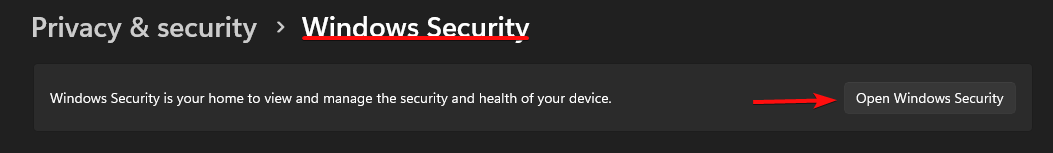 Privacy & security > Windows Security
Windows Security is your home to view and manage the security and health of your device.
Open Windows Security